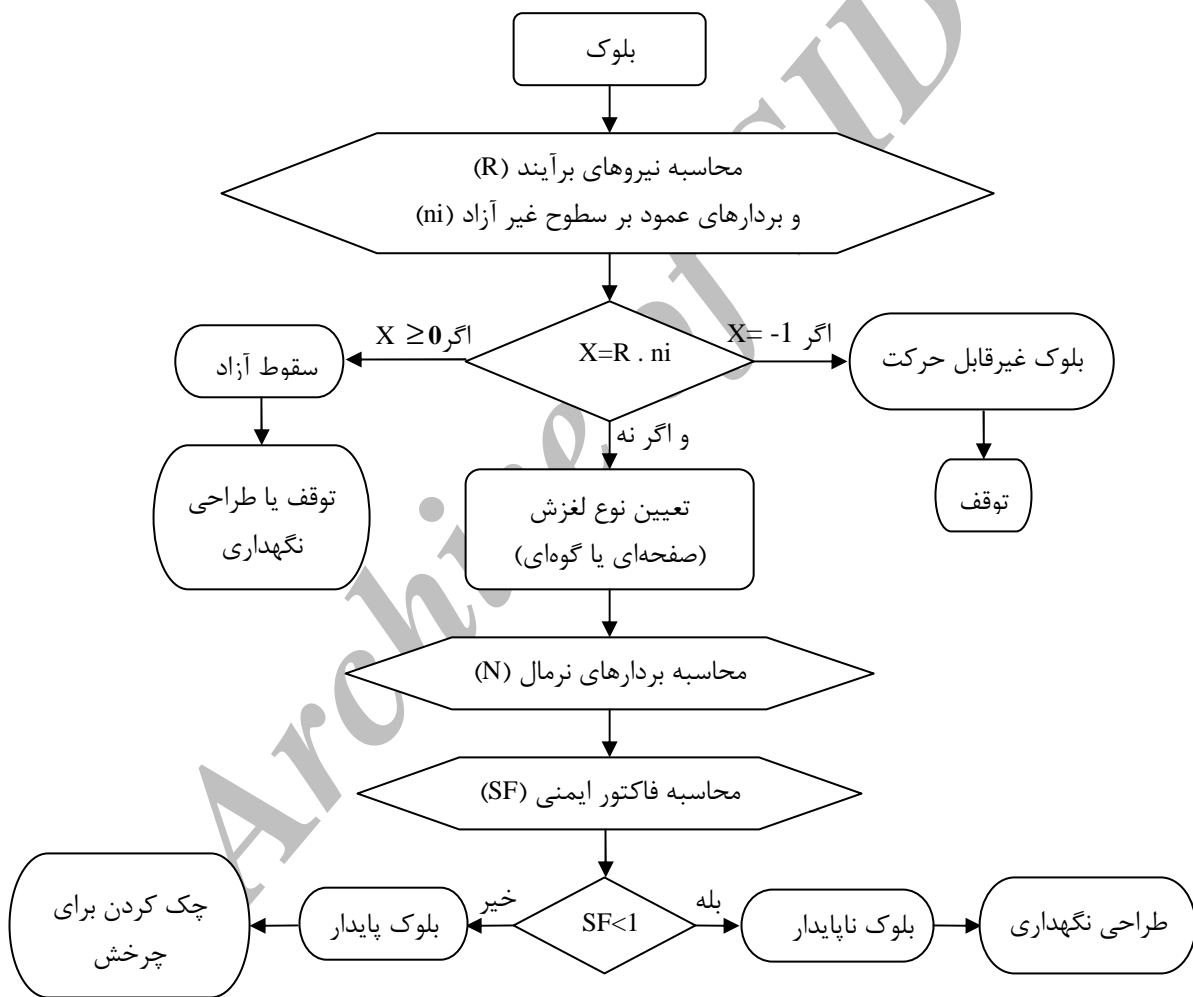 بلوک
محاسبه نیروهای برآیند (R)
و بردارهای عمود بر سطوح غیر آزاد (ni)
اگر X ≥0
X=R . ni
اگر X= -1
سقوط آزاد
بلوک غیرقابل حرکت
و اگر نه
توقف یا طراحی
نگهداری
تعیین نوع لغزش
(صفحه‌ای یا گوه‌ای)
توقف
محاسبه بردارهای نرمال (N)
محاسبه فاکتور ایمنی (SF)
چک کردن برای
چرخش
بلوک پایدار
خیر
SF<1
بله
بلوک ناپایدار
طراحی نگهداری
Archive of SID